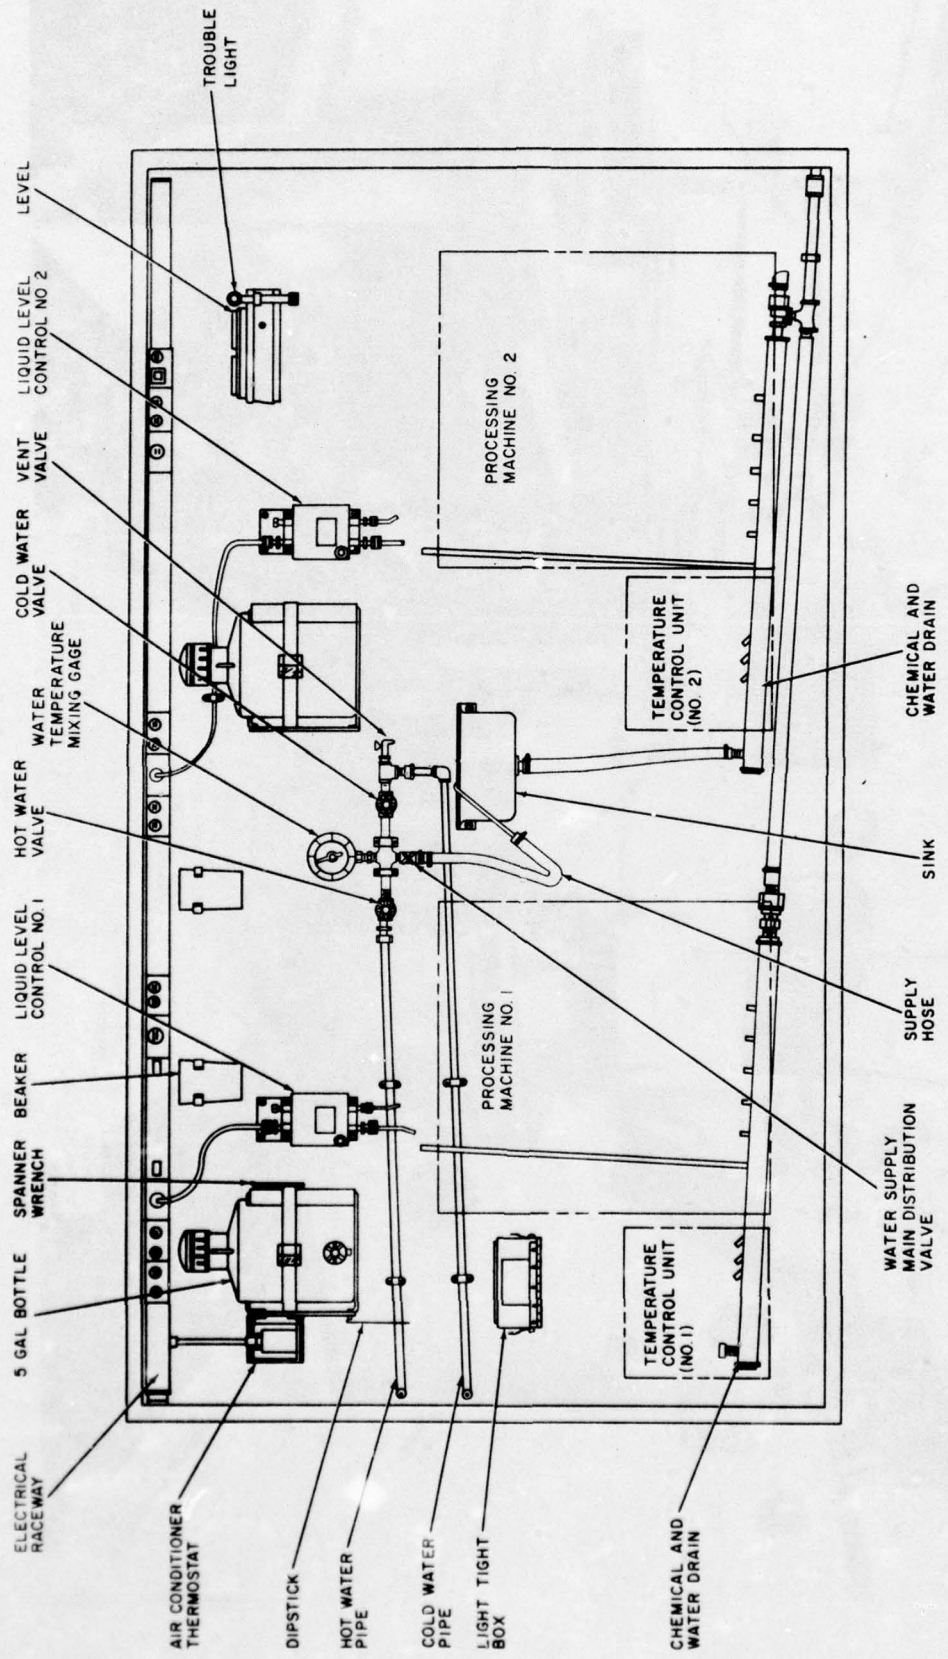 ELECTRICAL
RACEWAY
5 GAL BOTTLE
SPANNER
WRENCH
BEAKER
LIQUID LEVEL
CONTROL NO. 1
HOT WATER
VALVE
WATER
TEMPERATURE
MIXING GAGE
COLD WATER
VALVE
VENT
VALVE
LIQUID LEVEL
CONTROL NO 2
LEVEL
TROUBLE
LIGHT
AIR CONDITIONER
THERMOSTAT
DIPSTICK
HOT WATER
PIPE
COLD WATER
PIPE
LIGHT TIGHT
BOX
CHEMICAL AND
WATER DRAIN
PROCESSING
MACHINE NO. 1
PROCESSING
MACHINE NO. 2
TEMPERATURE
CONTROL UNIT
(NO. 1)
TEMPERATURE
CONTROL UNIT
(NO. 2)
WATER SUPPLY
MAIN DISTRIBUTION
VALVE
SUPPLY
HOSE
SINK
CHEMICAL AND
WATER DRAIN